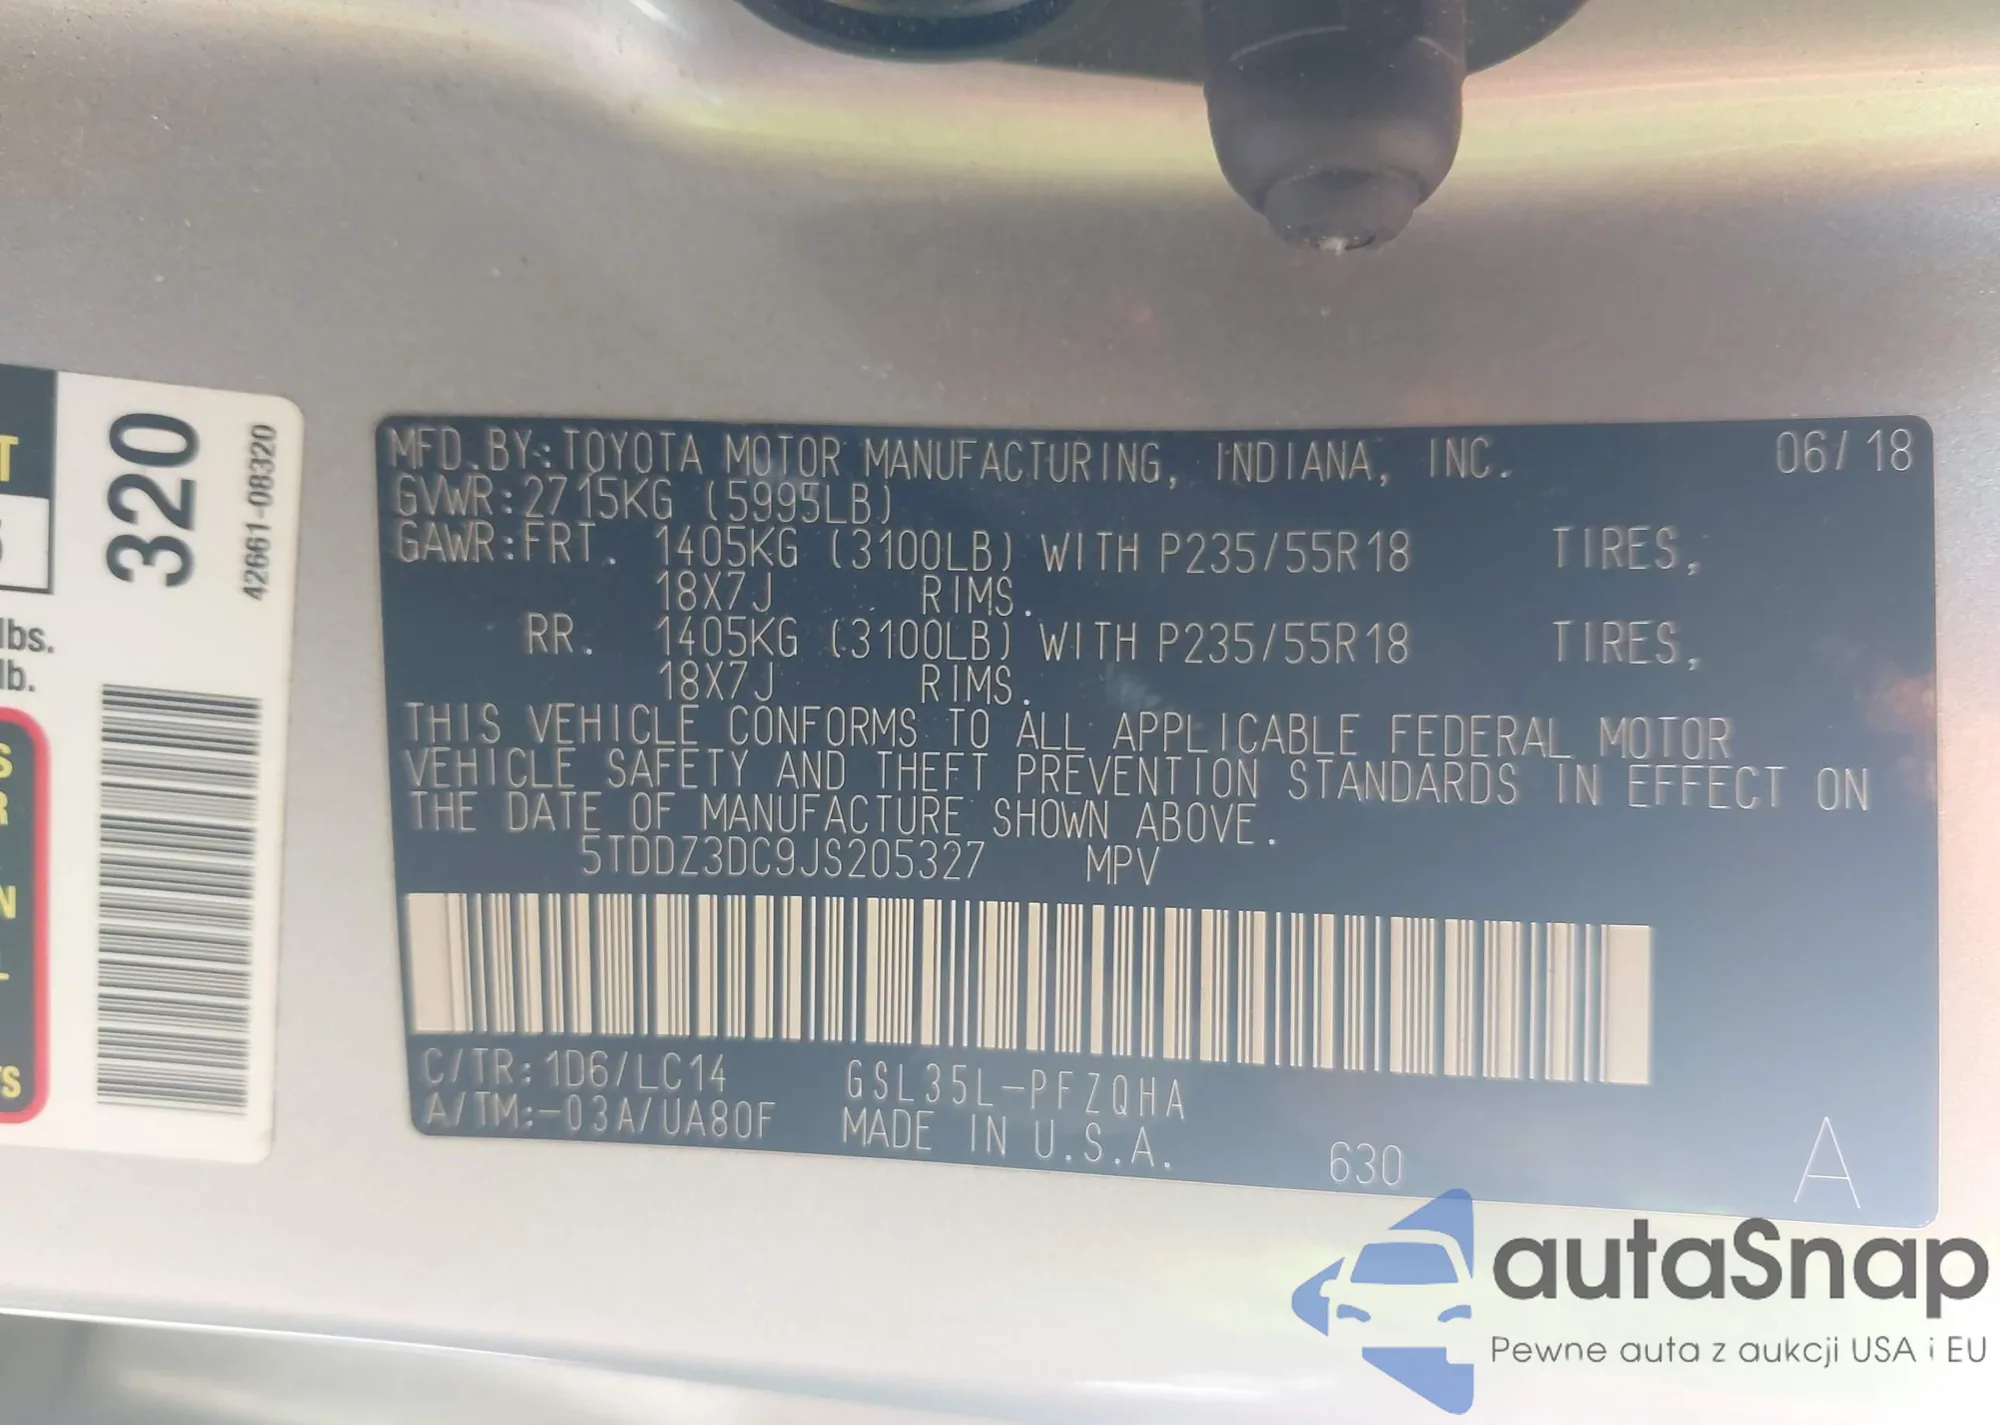 320
42661-08320
lbs.
lb.
MFD.BY:TOYOTA MOTOR MANUFACTURING, INDIANA, INC. 06/18
GVWR:2715KG (5995LB)
GAWR:FRT. 1405KG (3100LB) WITH P235/55R18 TIRES,
18X7J RIMS.
RR. 1405KG (3100LB) WITH P235/55R18 TIRES,
18X7J RIMS.
THIS VEHICLE CONFORMS TO ALL APPLICABLE FEDERAL MOTOR
VEHICLE SAFETY AND THEFT PREVENTION STANDARDS IN EFFECT ON
THE DATE OF MANUFACTURE SHOWN ABOVE.
5TDDZ3DC9JS205327 MPV
C/TR:1D6/LC14 GSL35L-PFZQHA
A/TM:-03A/UA80F MADE IN U.S.A. 630 A
autaSnap
Pewne auta z aukcji USA i EU